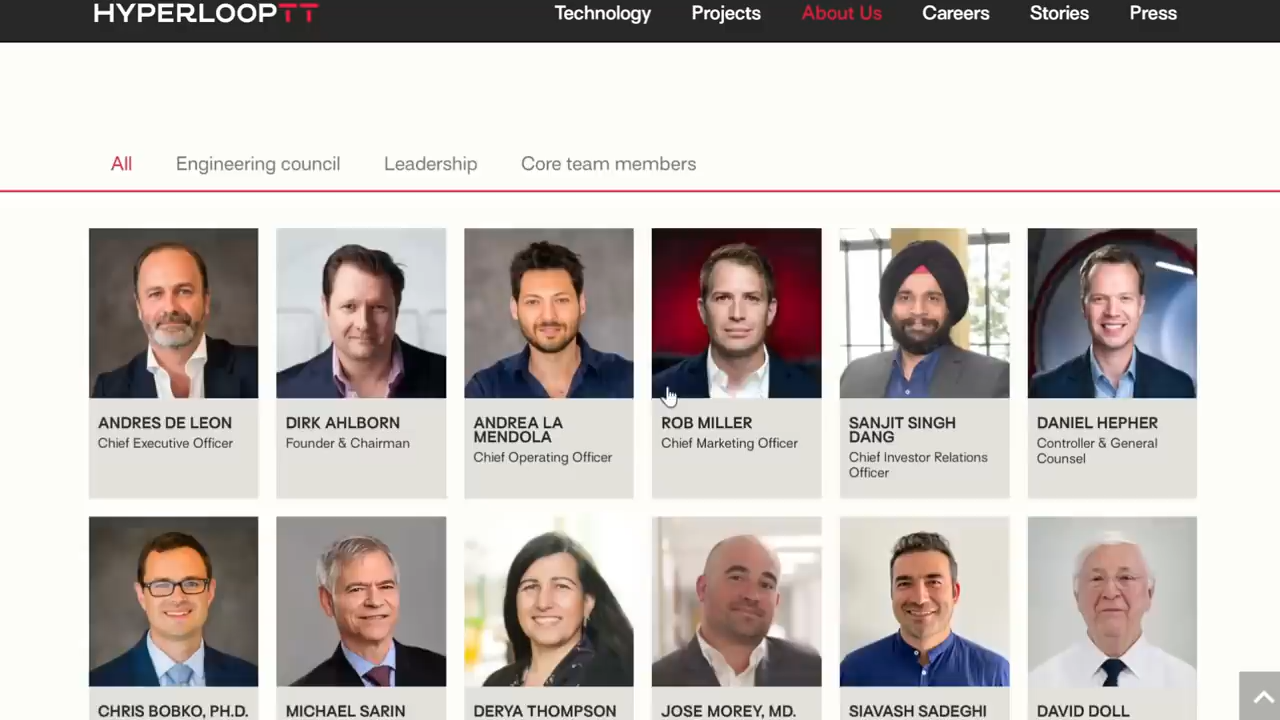 HYPERLOOPTT
Technology Projects About Us Careers Stories Press
All Engineering council Leadership Core team members
ANDRES DE LEON
Chief Executive Officer
DIRK AHLBORN
Founder & Chairman
ANDREA LA
MENDOLA
Chief Operating Officer
ROB MILLER
Chief Marketing Officer
SANJIT SINGH
DANG
Chief Investor Relations
Officer
DANIEL HEPHER
Controller & General
Counsel
CHRIS BOBKO, PH.D.
MICHAEL SARIN
DERYA THOMPSON
JOSE MOREY, MD.
SIAVASH SADEGHI
DAVID DOLL